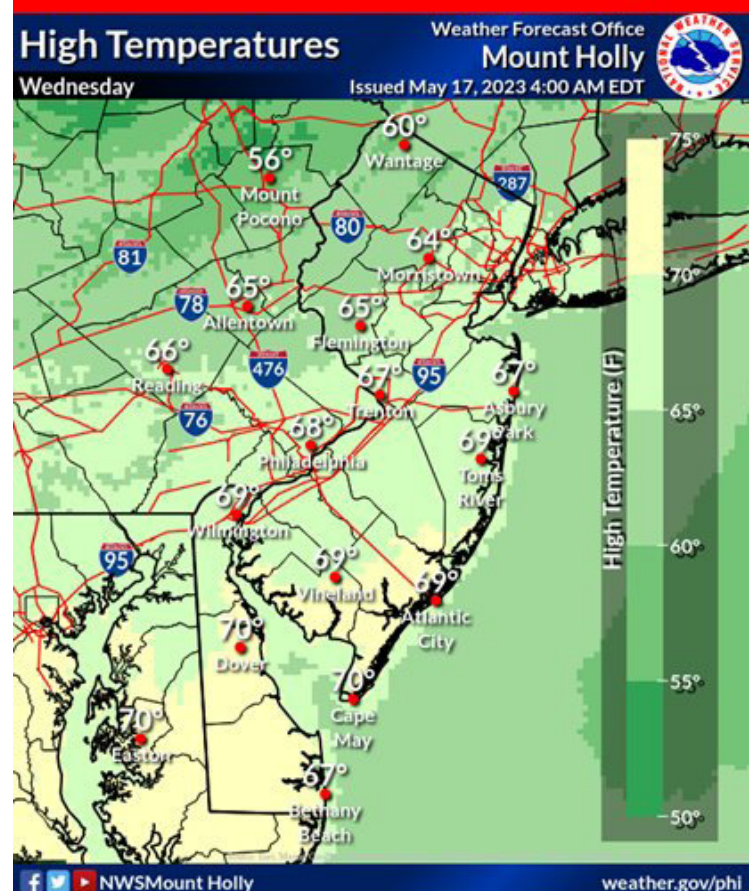 High Temperatures
Weather Forecast Office
Mount Holly
Wednesday
Issued May 17, 2023 4:00 AM EDT
NATIONAL WEATHER SERVICE
60°
Wantage
56°
Mount
Pocono
287
80
64°
Morristown
81
65°
Allentown
78
65°
Flemington
66°
Reading
476
67°
Trenton
95
67°
Asbury
Park
76
68°
Philadelphia
69°
Toms
River
69°
Wilmington
95
69°
Vineland
69°
Atlantic
City
70°
Dover
70°
Cape
May
70°
Easton
67°
Bethany
Beach
High Temperature (F)
75°
70°
65°
60°
55°
50°
NWSMount Holly
weather.gov/phi